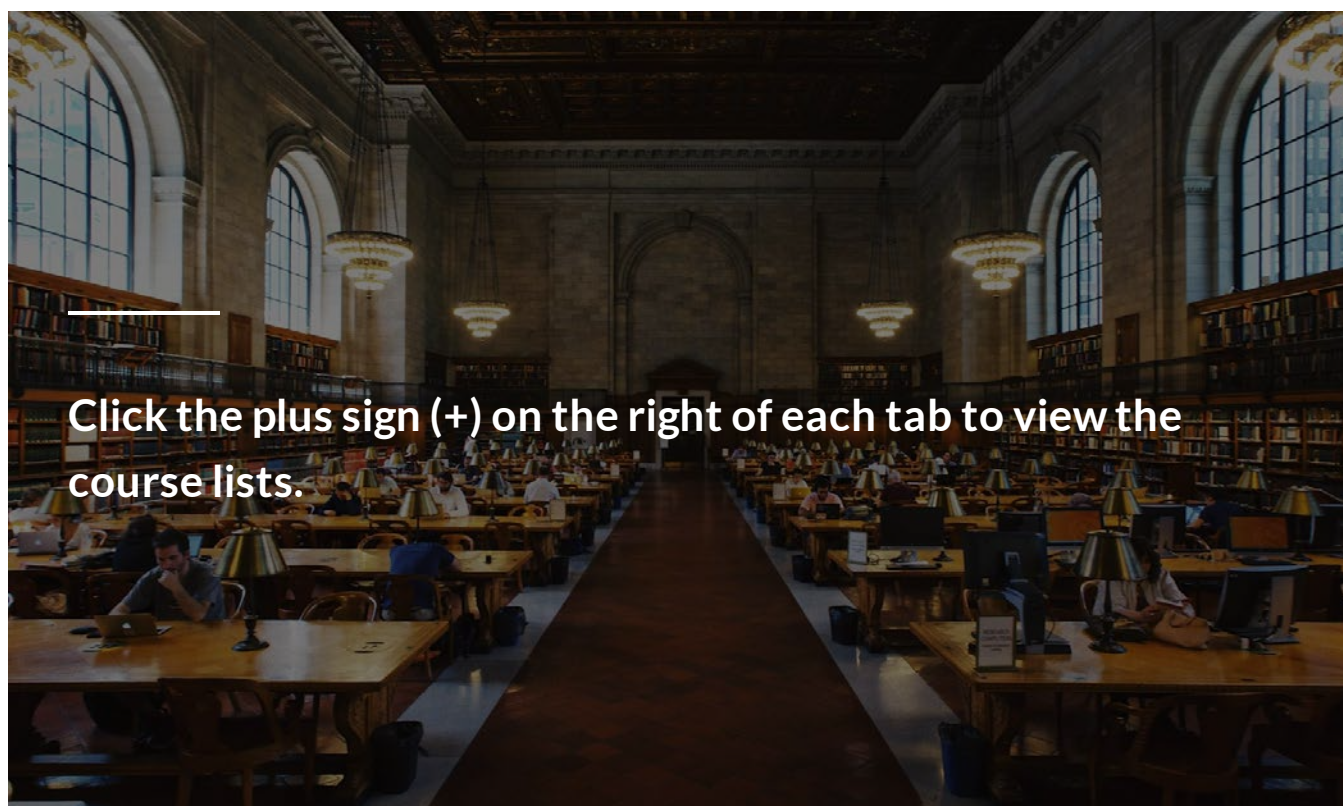 Click the plus sign (+) on the right of each tab to view the
course lists.